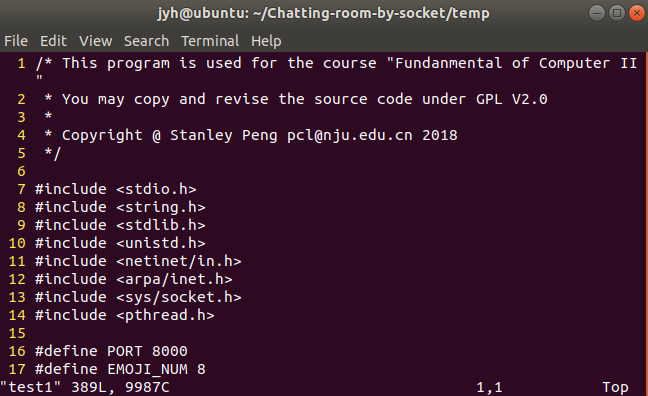 jyh@ubuntu: ~/Chatting-room-by-socket/temp
File Edit View Search Terminal Help
1 /* This program is used for the course "Fundanmental of Computer II
"
2  * You may copy and revise the source code under GPL V2.0
3  *
4  * Copyright @ Stanley Peng pcl@nju.edu.cn 2018
5  */
6
7 #include <stdio.h>
8 #include <string.h>
9 #include <stdlib.h>
10 #include <unistd.h>
11 #include <netinet/in.h>
12 #include <arpa/inet.h>
13 #include <sys/socket.h>
14 #include <pthread.h>
15
16 #define PORT 8000
17 #define EMOJI_NUM 8
"test1" 389L, 9987C 1,1 Top